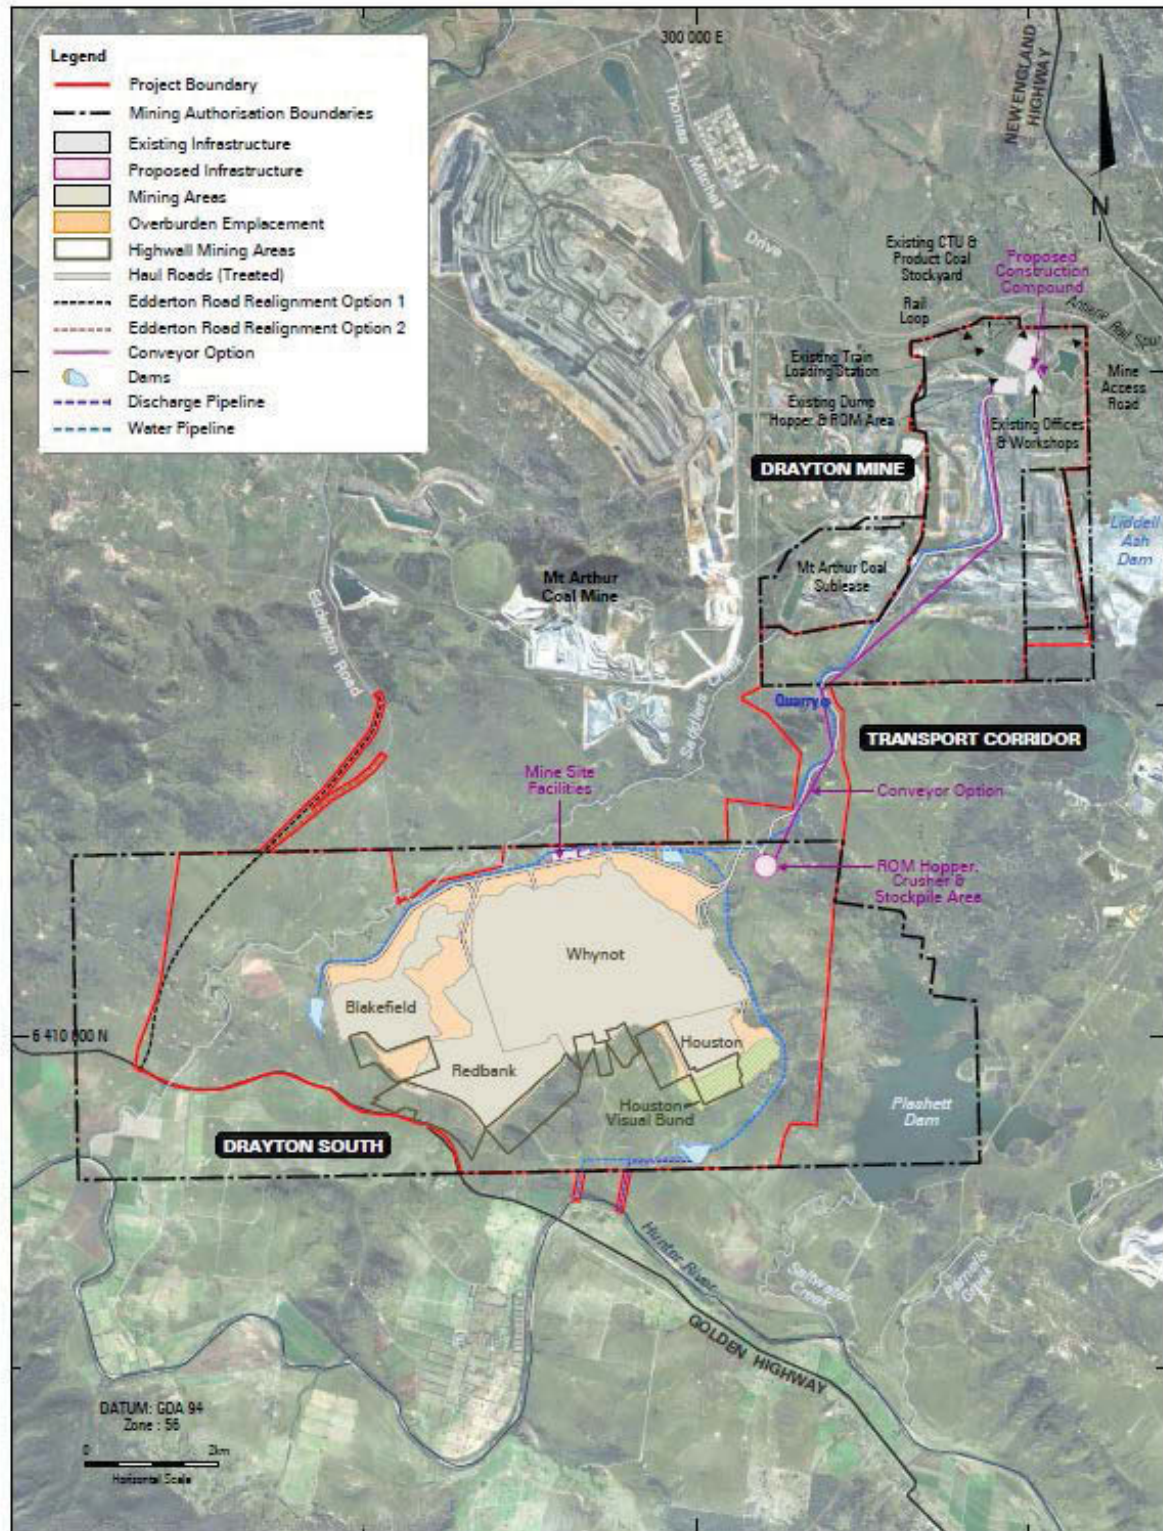 Legend
Project Boundary
Mining Authorisation Boundaries
Existing Infrastructure
Proposed Infrastructure
Mining Areas
Overburden Emplacement
Highwall Mining Areas
Haul Roads (Treated)
Edderton Road Realignment Option 1
Edderton Road Realignment Option 2
Conveyor Option
Dams
Discharge Pipeline
Water Pipeline
300 000 E
NEW ENGLAND
HIGHWAY
N
Thomas Mitchell Drive
Existing CTU &
Product Coal
Stockyard
Proposed
Construction
Compound
Rail
Loop
Antiene Rail Spur
Existing Train
Loading Station
Mine
Access
Road
Existing Dump
Hopper & ROM Area
Existing Offices
& Workshops
DRAYTON MINE
Liddell
Ash
Dam
Mt Arthur Coal
Sublease
Mt Arthur
Coal Mine
Edderton Road
Saddlers Creek
Quarry
TRANSPORT CORRIDOR
Mine Site
Facilities
Conveyor Option
ROM Hopper,
Crusher &
Stockpile Area
Whynot
Blakefield
6 410 000 N
Houston
Redbank
Houston
Visual Bund
Plashett
Dam
DRAYTON SOUTH
Hunter River
Saltwater
Creek
Parnells
Creek
GOLDEN HIGHWAY
DATUM: GDA 94
Zone : 56
0 2km
Horizontal Scale